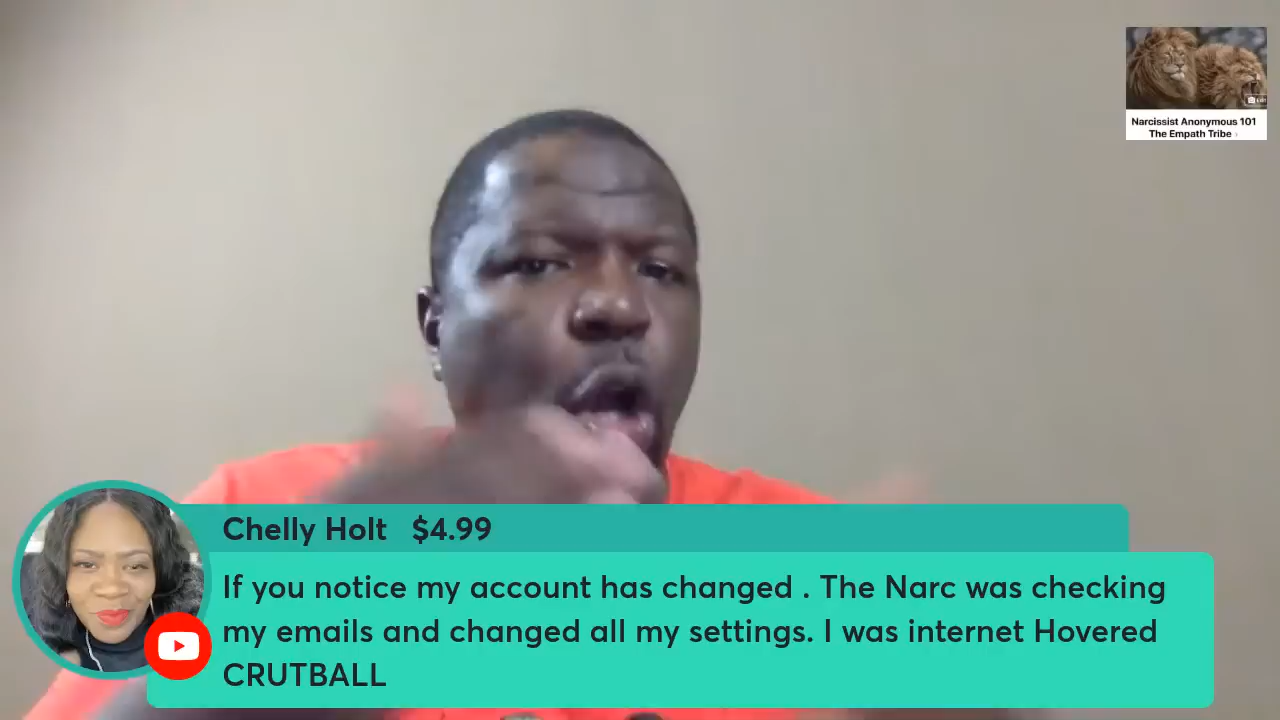 Narcissist Anonymous 101
The Empath Tribe ›
Chelly Holt $4.99
If you notice my account has changed . The Narc was checking
my emails and changed all my settings. I was internet Hovered
CRUTBALL